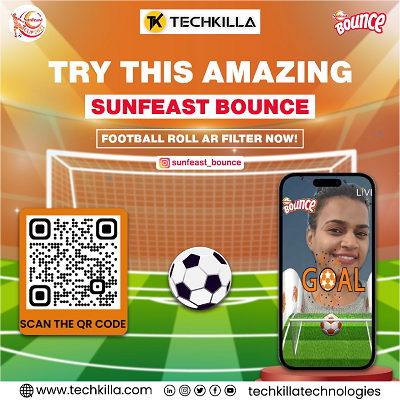 TECHKILLA
Bounce
TRY THIS AMAZING
SUNFEAST BOUNCE
FOOTBALL ROLL AR FILTER NOW!
sunfeast_bounce
LIVE
Bounce
GOAL
SCAN THE QR CODE
www.techkilla.com techkillatechnologies